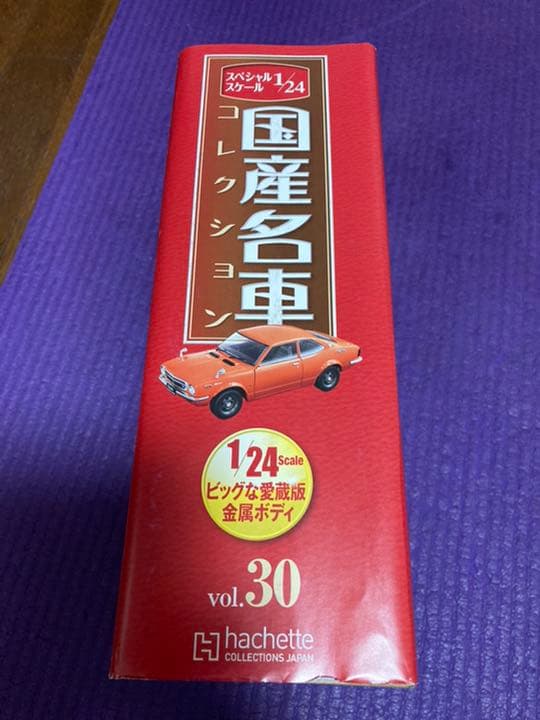 スペシャル
スケール 1/24
国産名車
コレクション
1/24 Scale
ビッグな愛蔵版
金属ボディ
vol.30
hachette
COLLECTIONS JAPAN